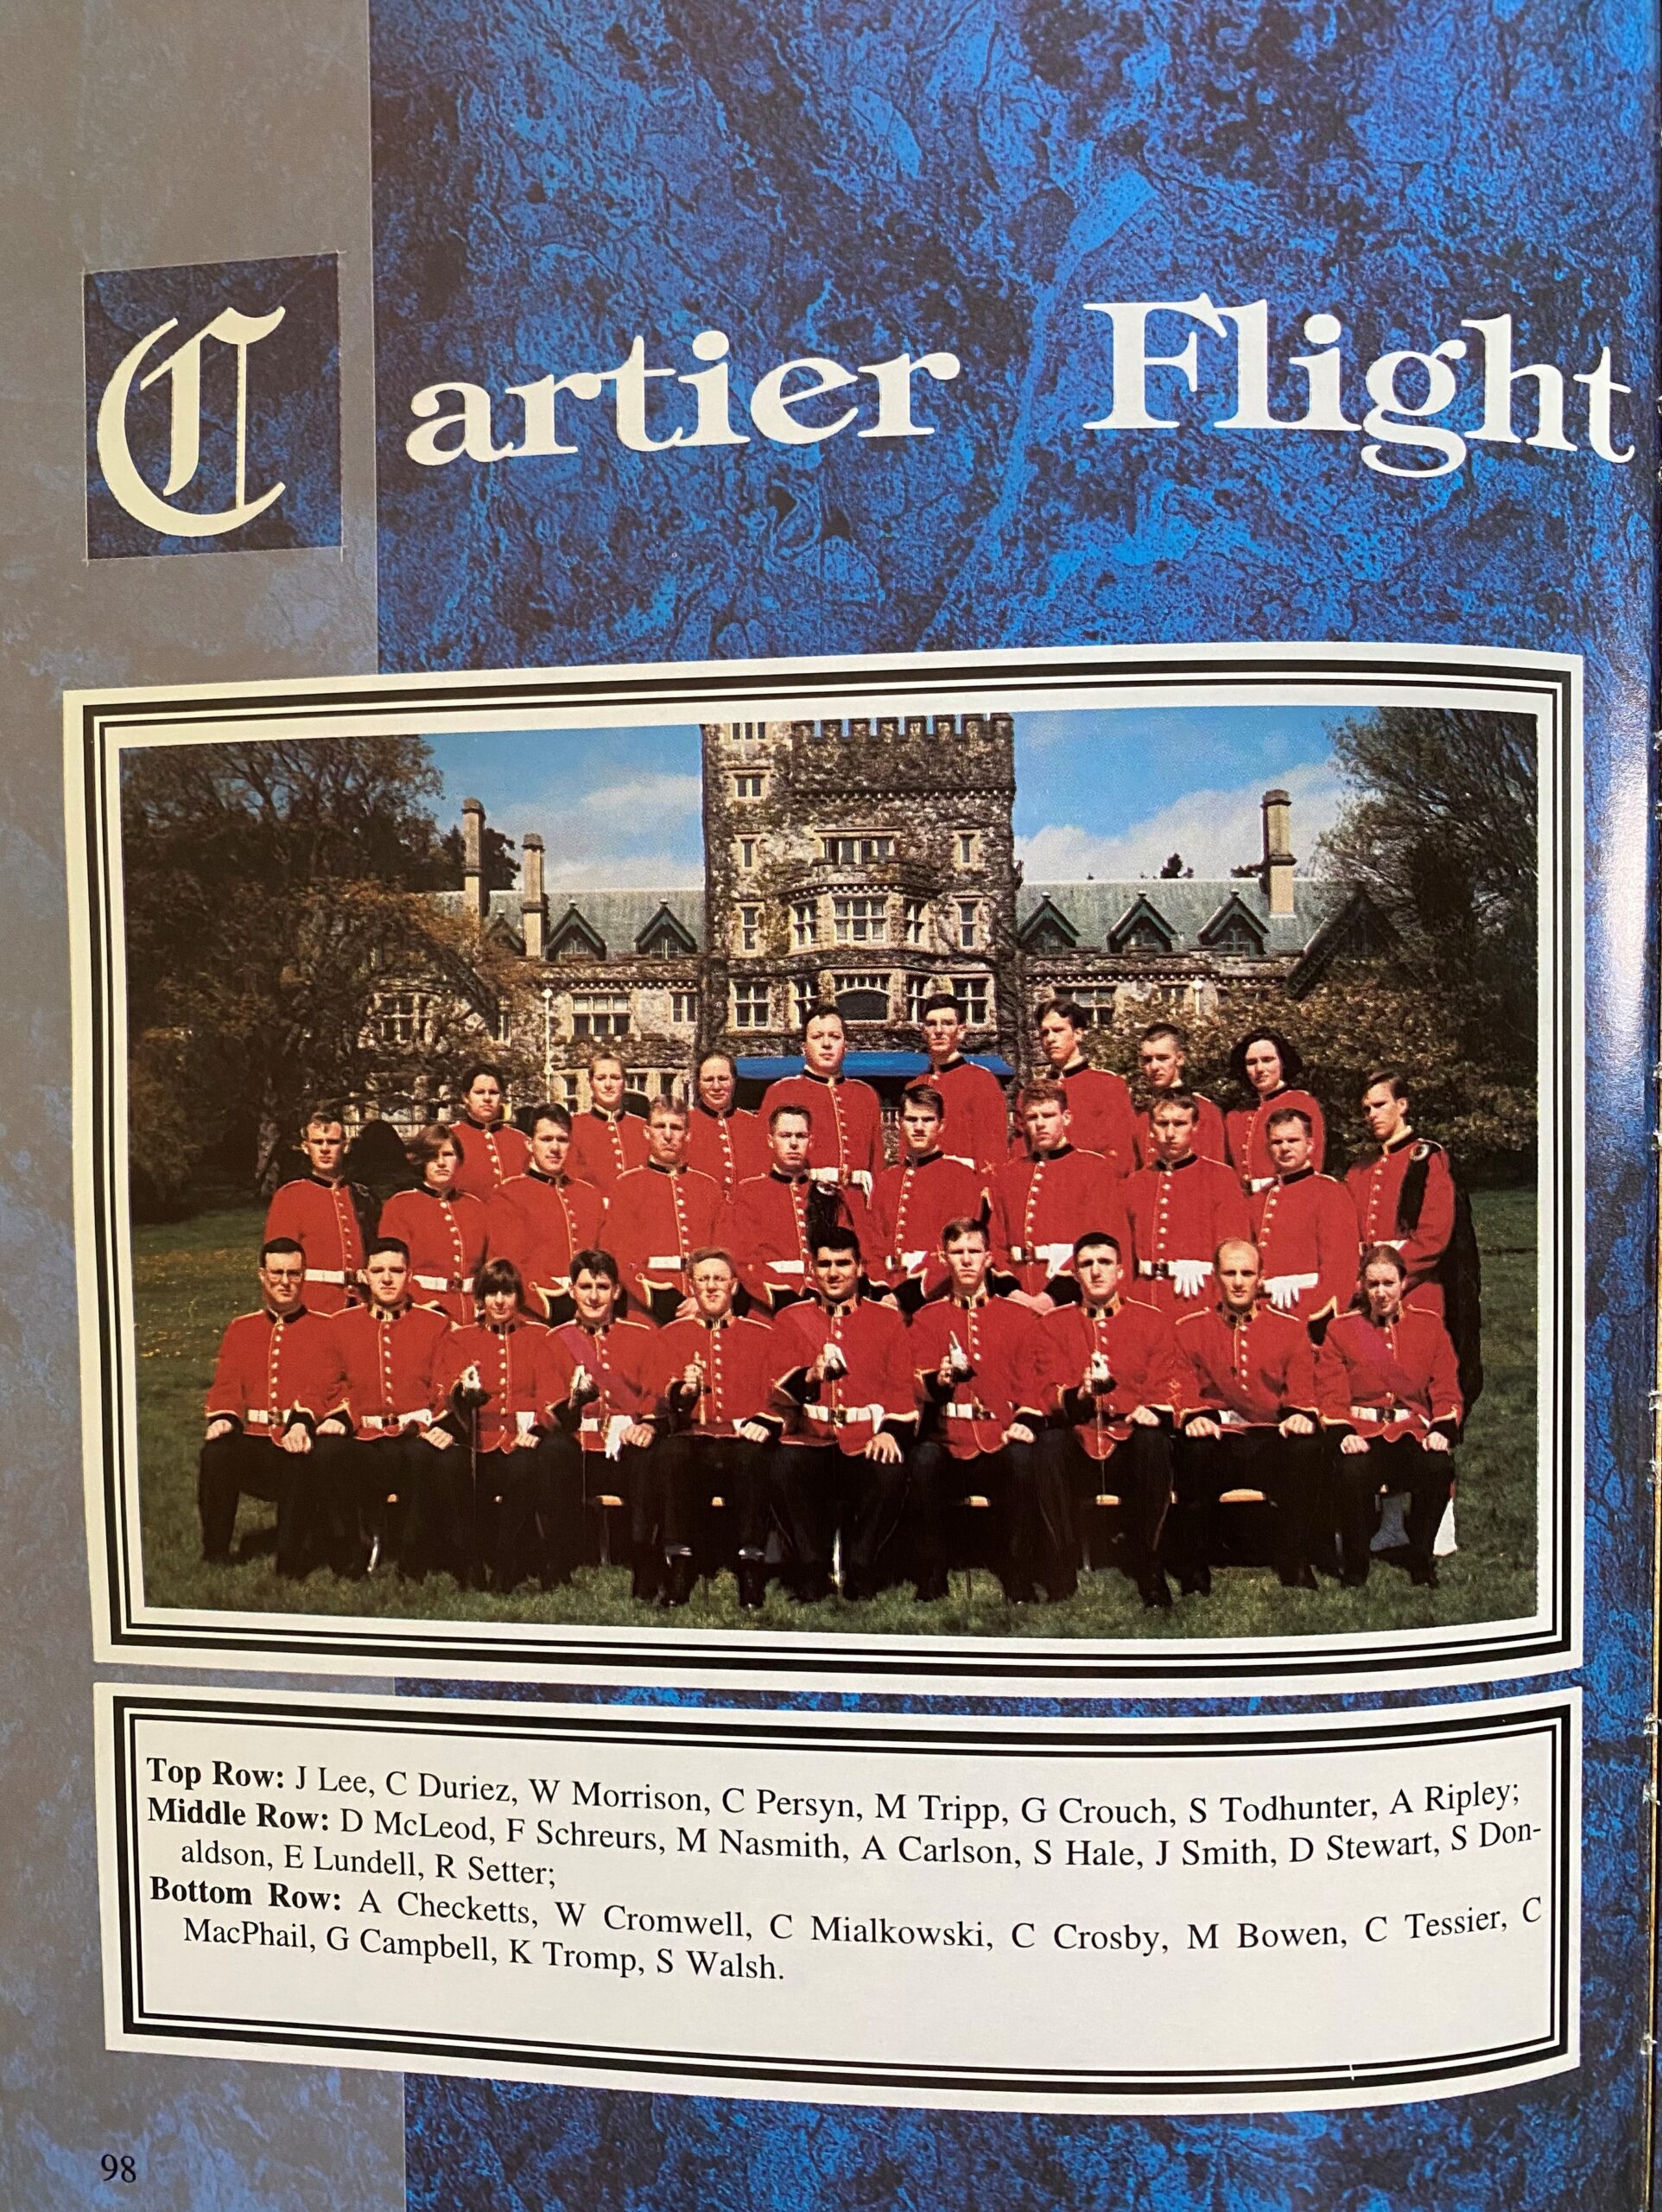 Cartier Flight
Top Row: J Lee, C Duriez, W Morrison, C Persyn, M Tripp, G Crouch, S Todhunter, A Ripley;
Middle Row: D McLeod, F Schreurs, M Nasmith, A Carlson, S Hale, J Smith, D Stewart, S Don-
aldson, E Lundell, R Setter;
Bottom Row: A Checketts, W Cromwell, C Mialkowski, C Crosby, M Bowen, C Tessier, C
MacPhail, G Campbell, K Tromp, S Walsh.
98